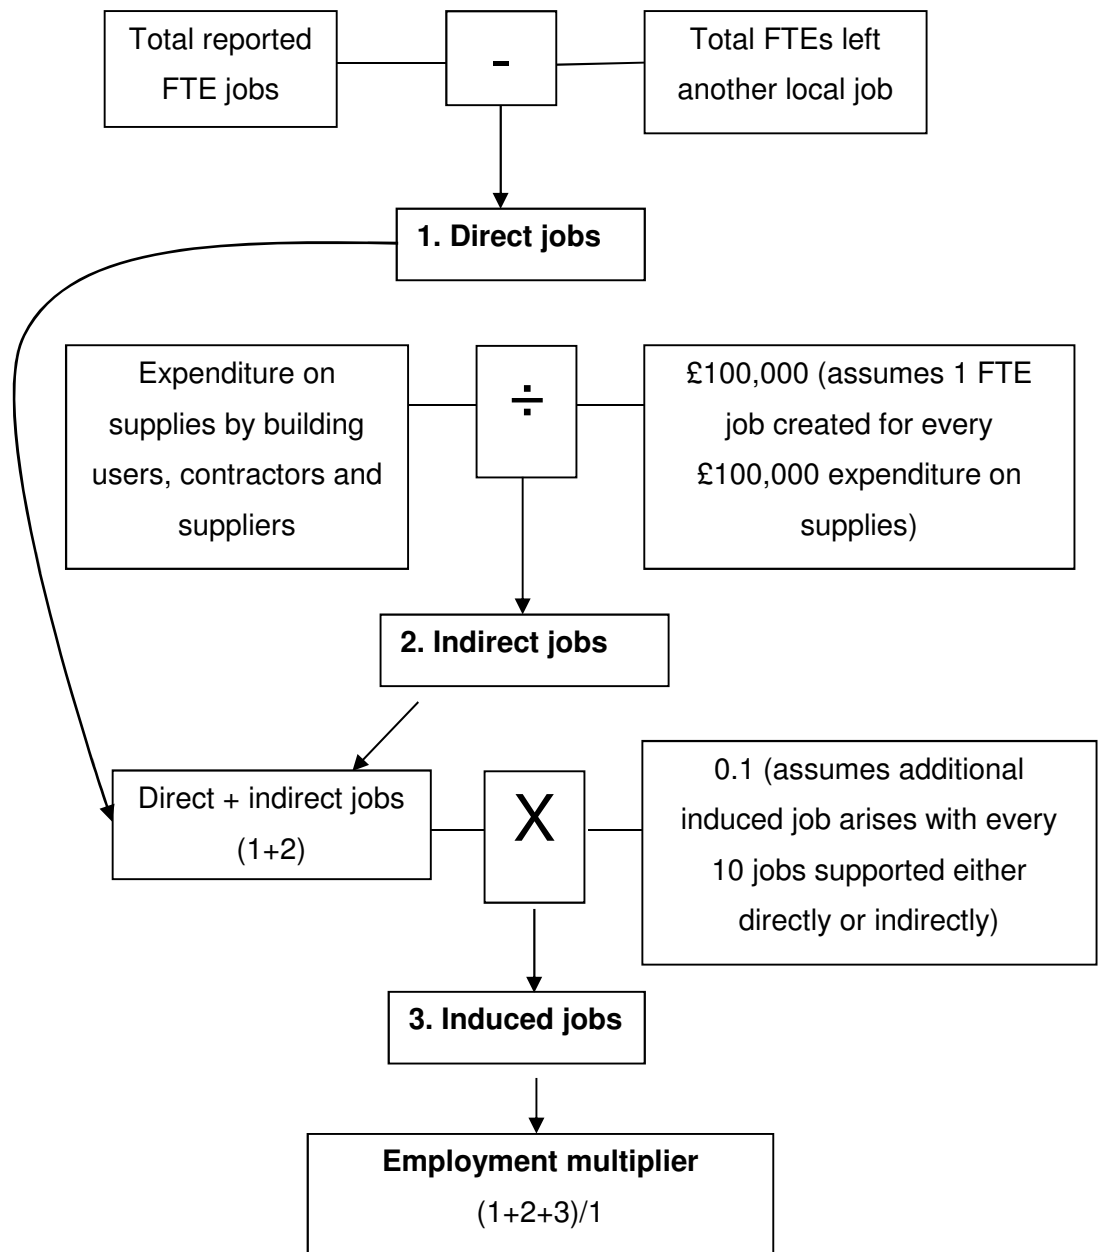 Total reported
FTE jobs
-
Total FTEs left
another local job
1. Direct jobs
Expenditure on
supplies by building
users, contractors and
suppliers
÷
£100,000 (assumes 1 FTE
job created for every
£100,000 expenditure on
supplies)
2. Indirect jobs
Direct + indirect jobs
(1+2)
X
0.1 (assumes additional
induced job arises with every
10 jobs supported either
directly or indirectly)
3. Induced jobs
Employment multiplier
(1+2+3)/1